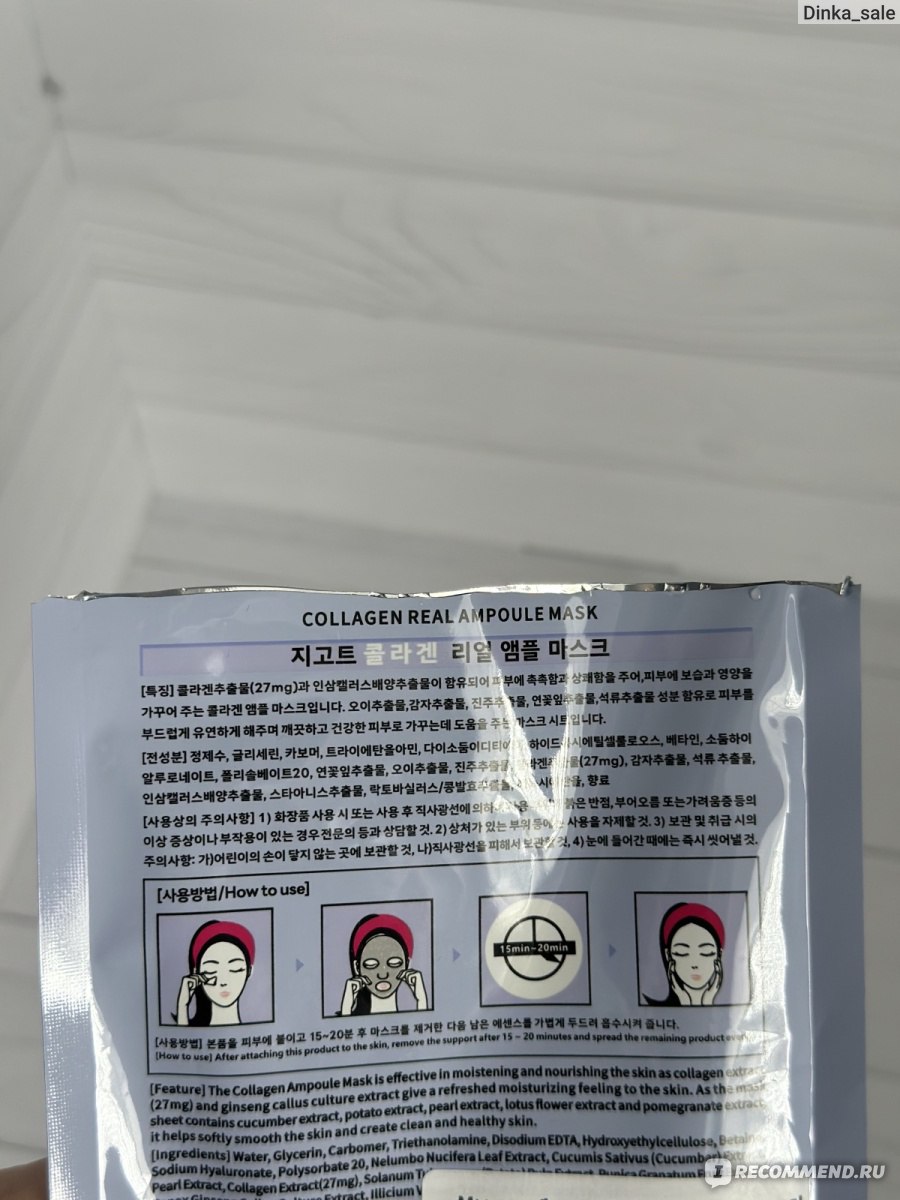 Dinka_sale
COLLAGEN REAL AMPOULE MASK
지고트 콜라겐 리얼 앰플 마스크
[특징] 콜라겐추출물(27mg)과 인삼캘러스배양추출물이 함유되어 피부에 촉촉함과 상쾌함을 주어, 피부에 보습과 영양을
가꾸어 주는 콜라겐 앰플 마스크입니다. 오이추출물,감자추출물, 진주추출물, 연꽃잎추출물,석류추출물 성분 함유로 피부를
부드럽게 유연하게 해주며 깨끗하고 건강한 피부로 가꾸는데 도움을 주는 마스크 시트입니다.
[전성분] 정제수, 글리세린, 카보머, 트라이에탄올아민, 다이소듐이디티에이, 하이드록시에틸셀룰로오스, 베타인, 소듐하이
알루로네이트, 폴리솔베이트20, 연꽃잎추출물, 오이추출물, 진주추출물, 콜라겐추출물(27mg), 감자추출물, 석류 추출물,
인삼캘러스배양추출물, 스타아니스추출물, 락토바실러스/콩발효추출물, 향료
[사용상의 주의사항] 1) 화장품 사용 시 또는 사용 후 직사광선에 의하여 사용 붉은 반점, 부어오름 또는가려움증 등의
이상 증상이나 부작용이 있는 경우 전문의 등과 상담할 것. 2) 상처가 있는 부위 등에는 사용을 자제할 것. 3) 보관 및 취급 시의
주의사항: 가)어린이의 손이 닿지 않는 곳에 보관할 것, 나)직사광선을 피해서 보관할 것, 4)눈에 들어간 때에는 즉시 씻어낼 것.
[사용방법/How to use]
15min~20min
[사용방법] 본품을 피부에 붙이고 15~20분 후 마스크를 제거한 다음 남은 에센스를 가볍게 두드려 흡수시켜 줍니다.
[How to use] After attaching this product to the skin, remove the support after 15 ~ 20 minutes and spread the remaining product
[Feature] The Collagen Ampoule Mask is effective in moistening and nourishing the skin as collagen extract
(27mg) and ginseng callus culture extract give a refreshed moisturizing feeling to the skin. As the mask
sheet contains cucumber extract, potato extract, pearl extract, lotus flower extract and pomegranate extract,
it helps softly smooth the skin and create clean and healthy skin.
[Ingredients] Water, Glycerin, Carbomer, Triethanolamine, Disodium EDTA, Hydroxyethylcellulose, Betaine,
Sodium Hyaluronate, Polysorbate 20, Nelumbo Nucifera Leaf Extract, Cucumis Sativus (Cucumber)
Pearl Extract, Collagen Extract(27mg), Solanum Punica Granatum
Ginseng Callus Culture Extract, Illicium
IRECOMMEND.RU